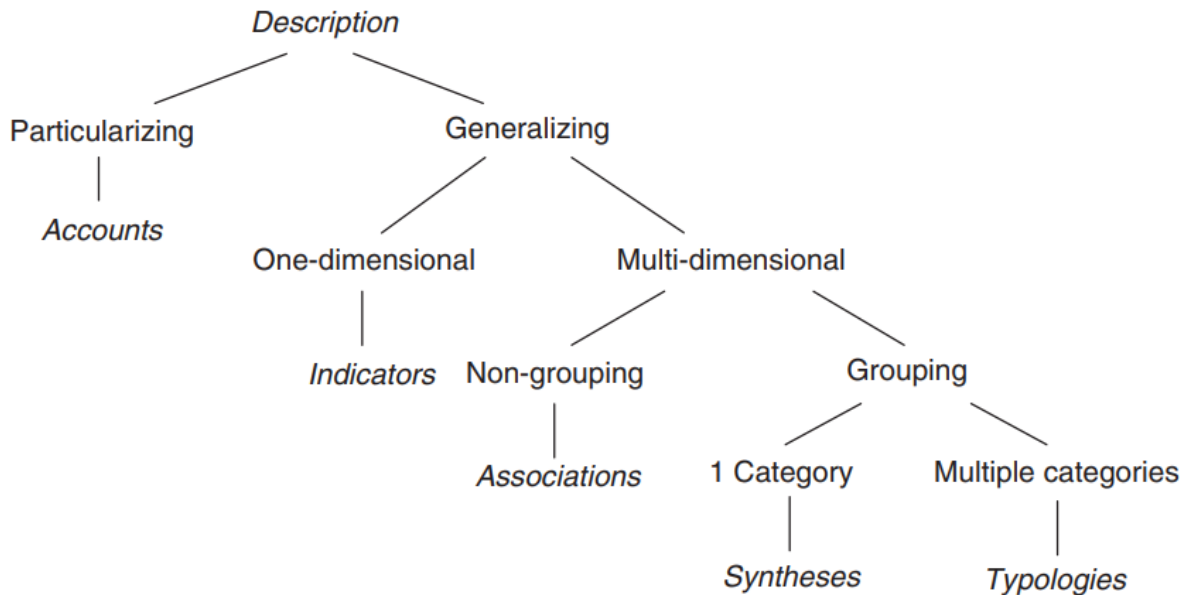 Description
Particularizing
Generalizing
Accounts
One-dimensional
Multi-dimensional
Indicators
Non-grouping
Grouping
Associations
1 Category
Multiple categories
Syntheses
Typologies